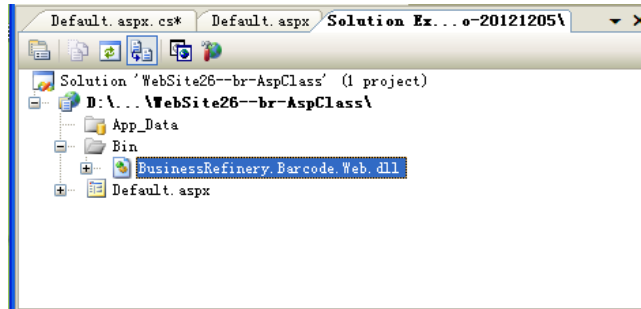 Default.aspx.cs* Default.aspx Solution Ex...o-20121205\
Solution 'WebSite26--br-AspClass' (1 project)
D:\...\WebSite26--br-AspClass\
App_Data
Bin
BusinessRefinery.Barcode.Web.dll
Default.aspx